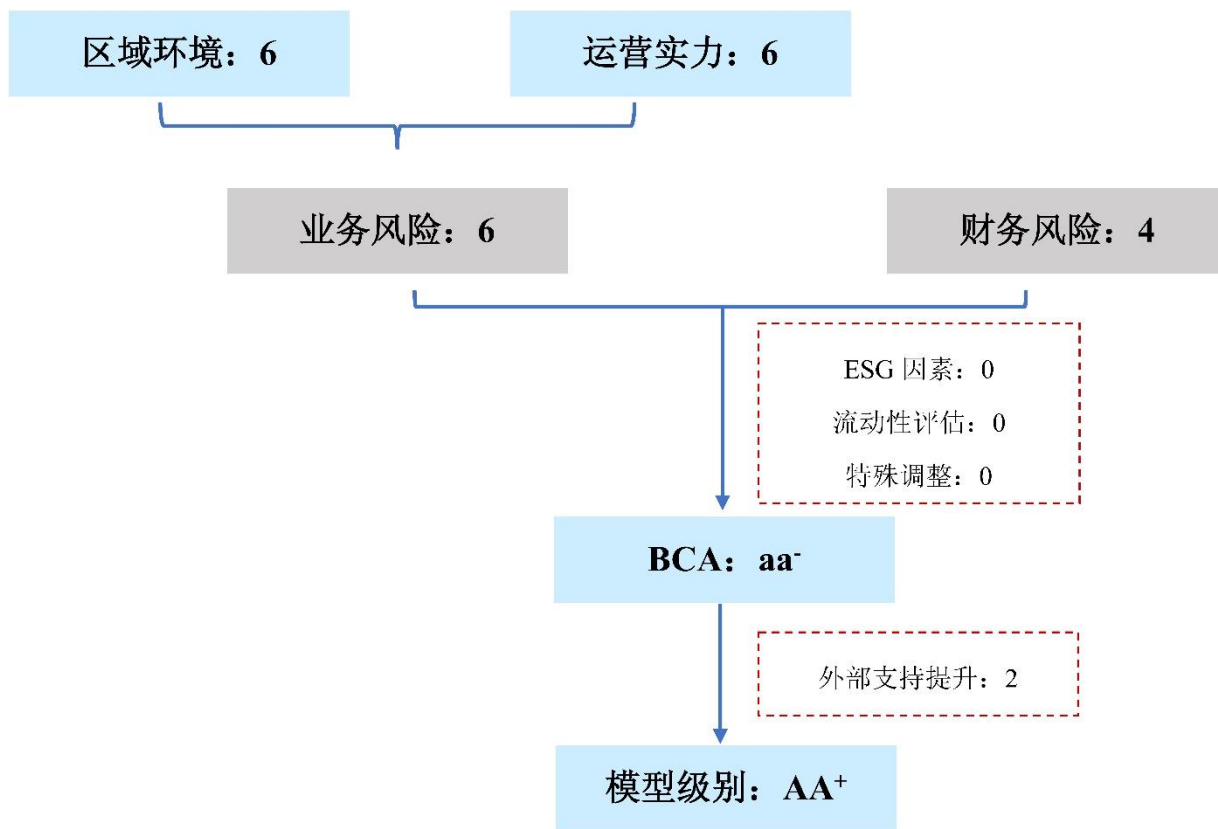 区域环境：6
运营实力：6
业务风险：6
财务风险：4
ESG 因素：0
流动性评估：0
特殊调整：0
BCA：aa⁻
外部支持提升：2
模型级别：AA⁺